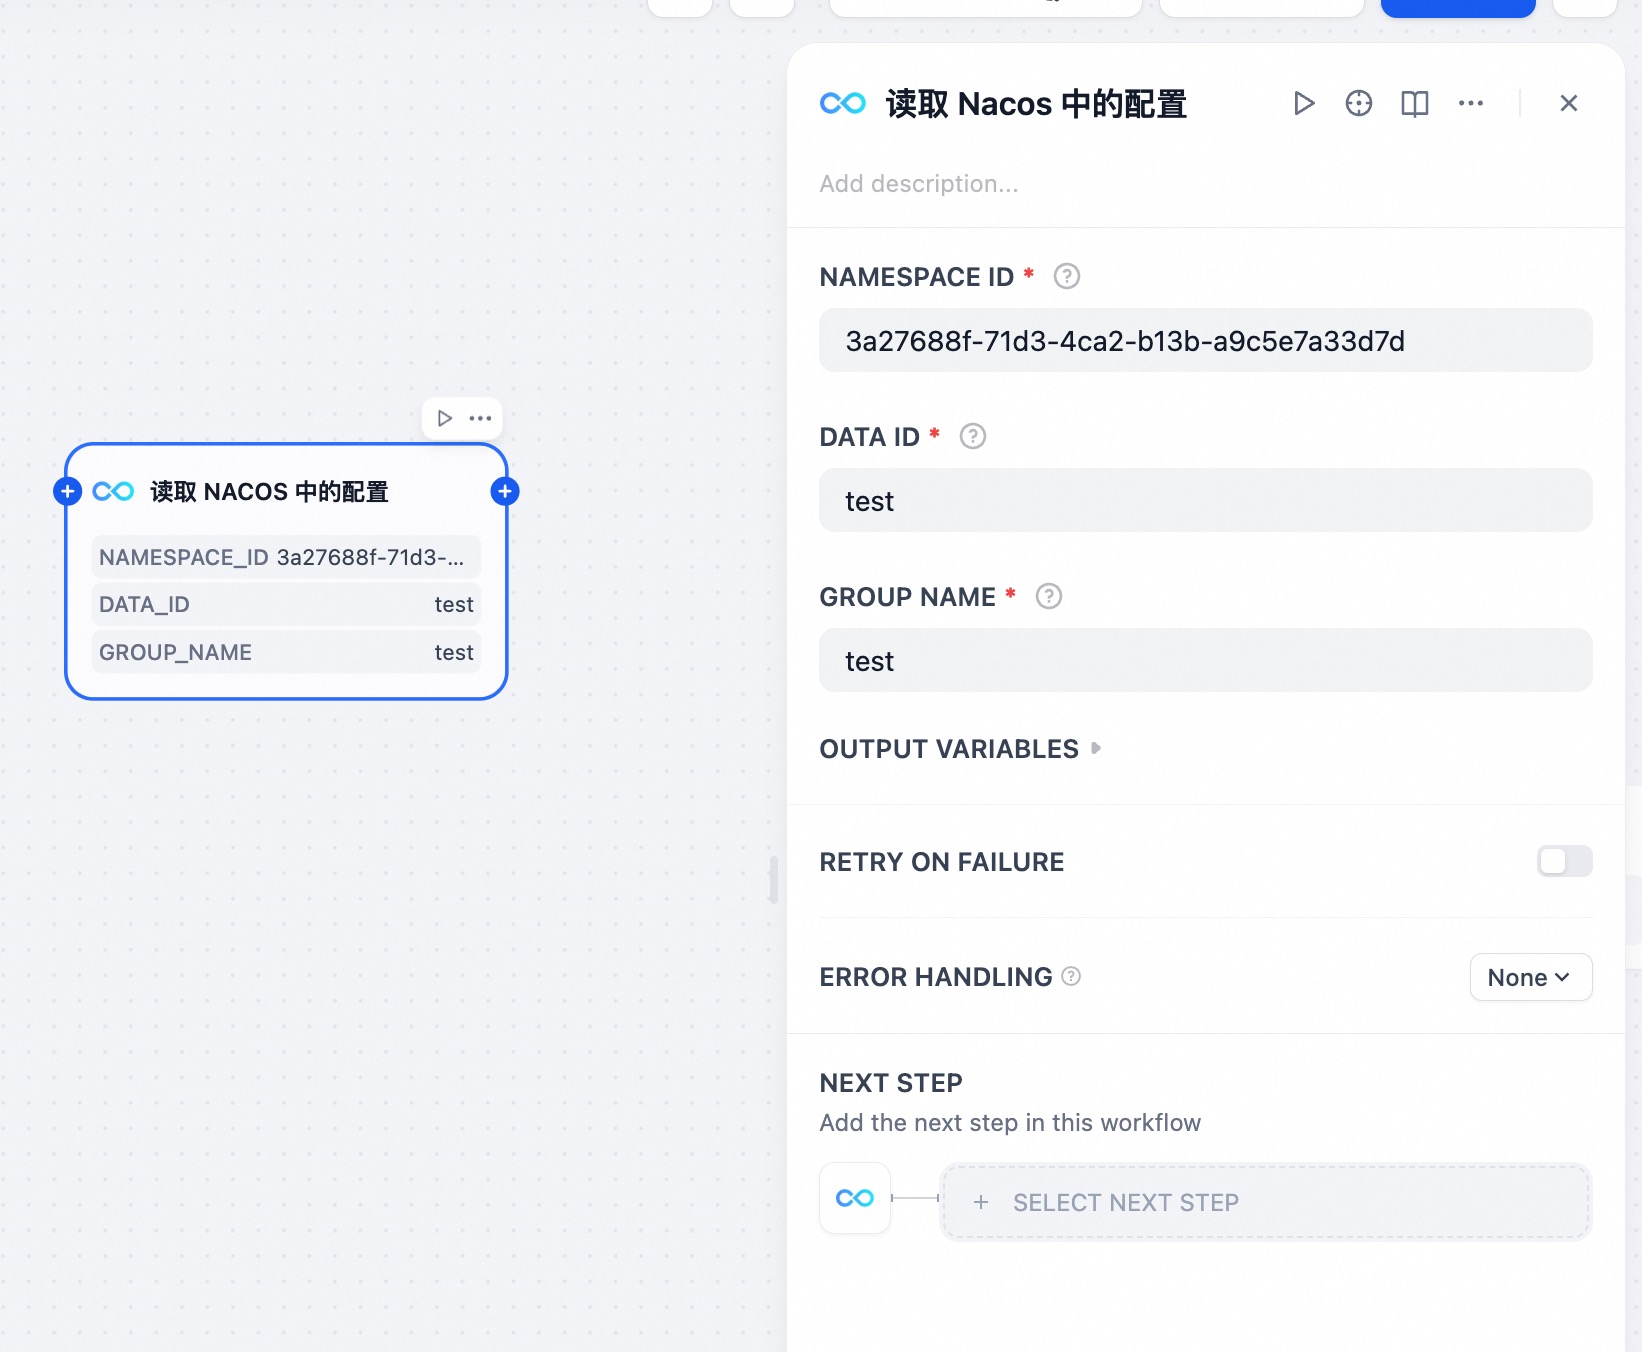 读取 NACOS 中的配置
NAMESPACE_ID 3a27688f-71d3-...
DATA_ID test
GROUP_NAME test
读取 Nacos 中的配置
Add description...
NAMESPACE ID *
3a27688f-71d3-4ca2-b13b-a9c5e7a33d7d
DATA ID *
test
GROUP NAME *
test
OUTPUT VARIABLES
RETRY ON FAILURE
ERROR HANDLING
None
NEXT STEP
Add the next step in this workflow
+ SELECT NEXT STEP